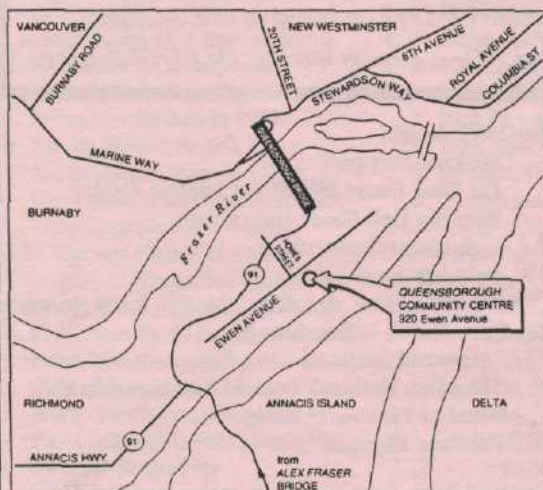 VANCOUVER
NEW WESTMINSTER
BURNABY ROAD
20TH STREET
6TH AVENUE
ROYAL AVENUE
COLUMBIA ST
STEWARDSON WAY
MARINE WAY
QUEENSBOROUGH BRIDGE
BURNABY
Fraser River
HOWES
STREET
91
EWEN AVENUE
QUEENSBOROUGH
COMMUNITY CENTRE
920 Ewen Avenue
RICHMOND
ANNACIS ISLAND
DELTA
91
ANNACIS HWY.
from
ALEX FRASER
BRIDGE